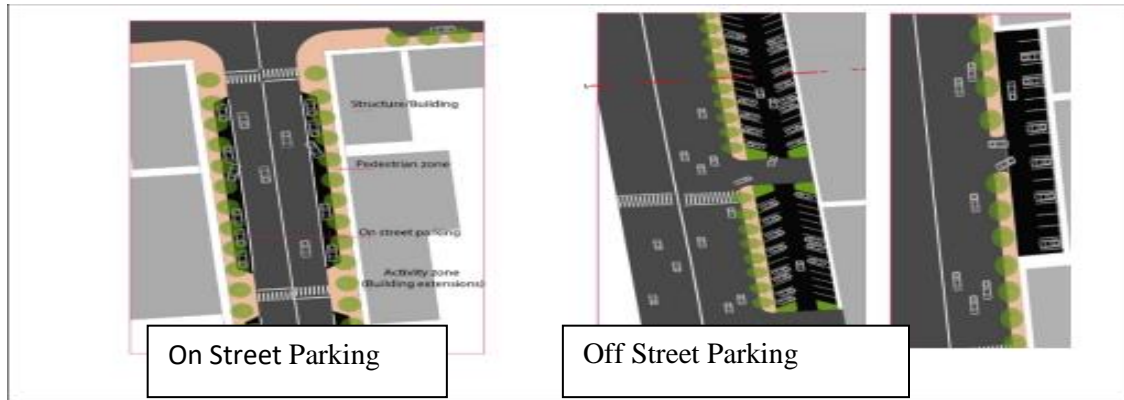 Structure/Building
Pedestrian zone
On street parking
Activity zone
(Building extensions)
On Street Parking
Off Street Parking